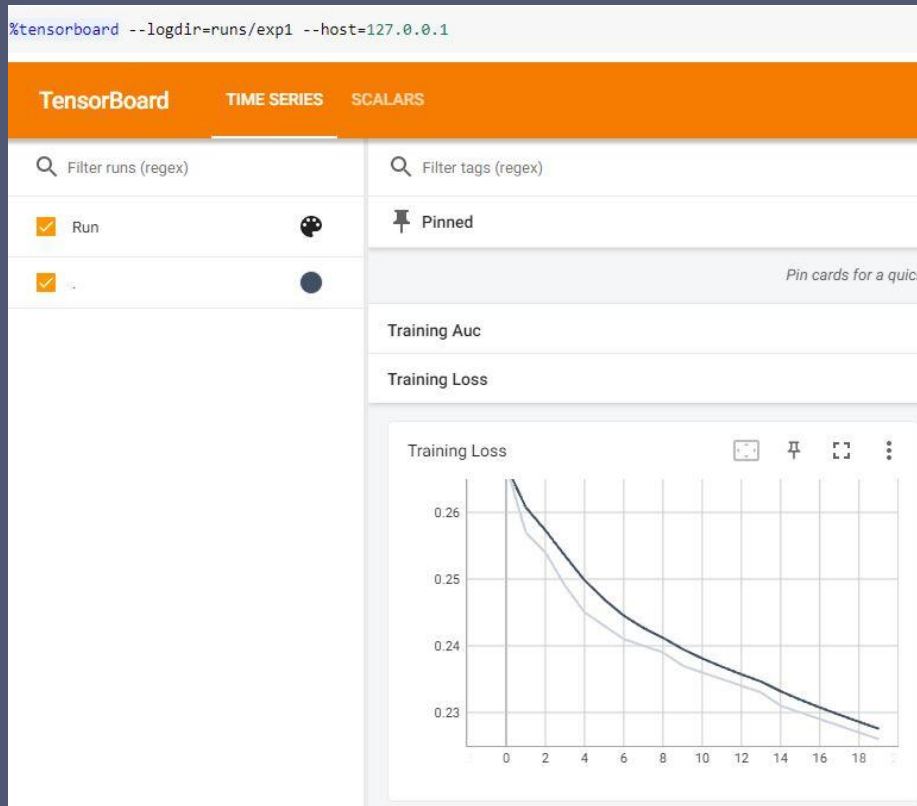 %tensorboard --logdir=runs/exp1 --host=127.0.0.1
TensorBoard TIME SERIES SCALARS
Filter runs (regex)
Run
.
Filter tags (regex)
Pinned
Pin cards for a
Training Auc
Training Loss
Training Loss
0.26
0.25
0.24
0.23
0 2 4 6 8 10 12 14 16 18